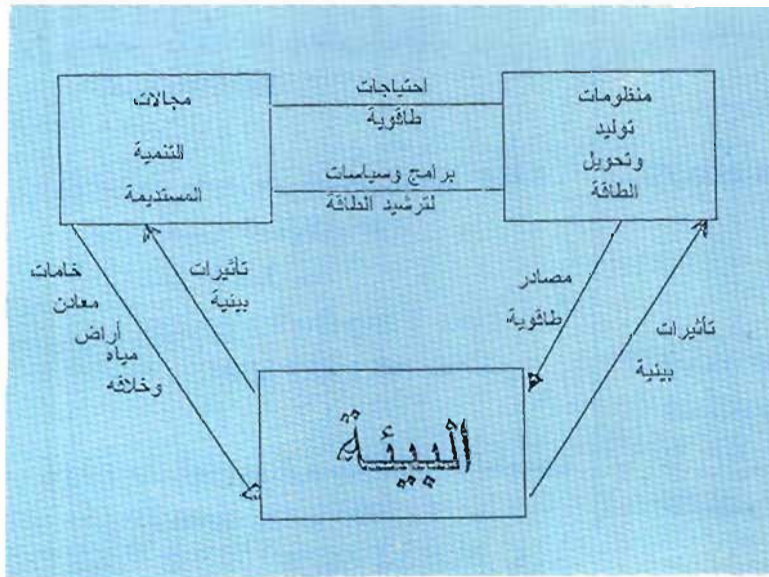 منظومات
توليد
وتحويل
الطاقة
احتياجات
طاقوية
برامج وسياسات
لترشيد الطاقة
مجالات
التنمية
المستديمة
تأثيرات
بيئية
مصادر
طاقوية
تأثيرات
بيئية
خامات
معادن
أراض
مياه
وخلافه
البيئة